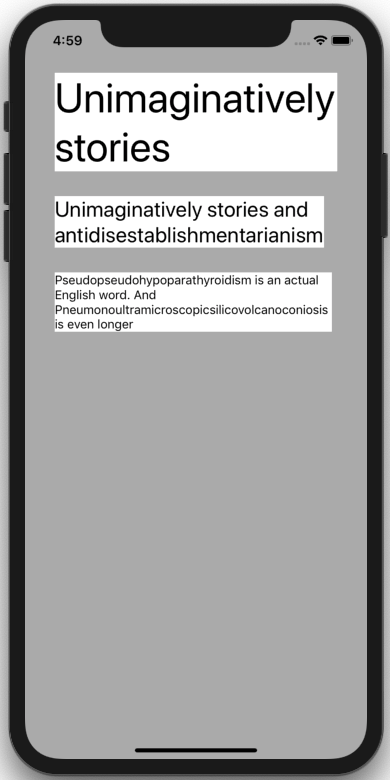 4:59
Unimaginatively
stories
Unimaginatively stories and
antidisestablishmentarianism
Pseudopseudohypoparathyroidism is an actual
English word. And
Pneumonoultramicroscopicsilicovolcanoconiosis
is even longer